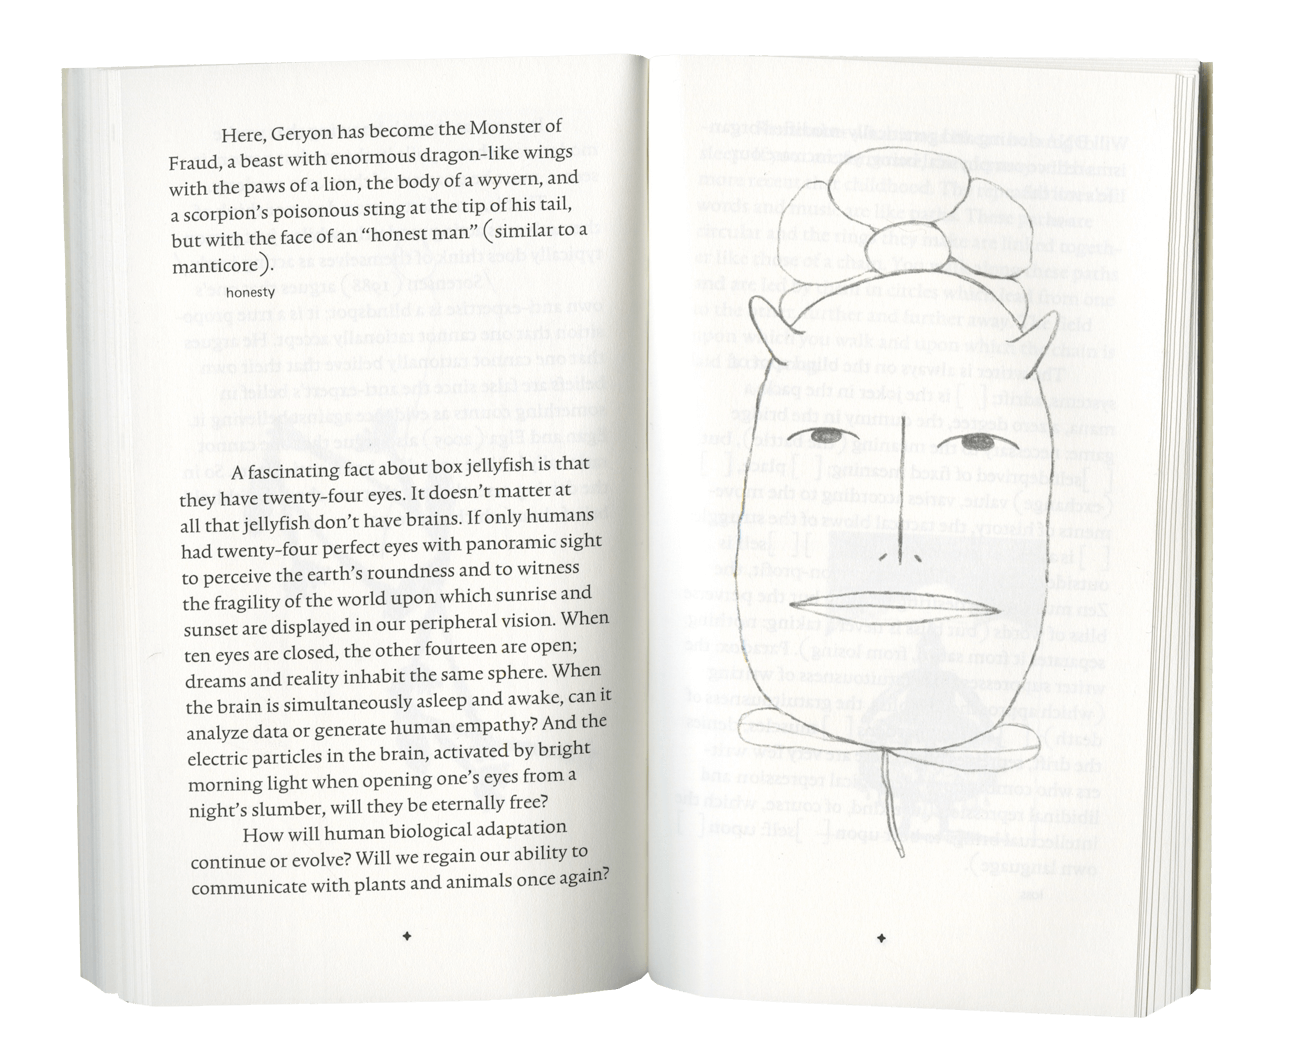 Here, Geryon has become the Monster of
Fraud, a beast with enormous dragon-like wings
with the paws of a lion, the body of a wyvern, and
a scorpion's poisonous sting at the tip of his tail,
but with the face of an “honest man” (similar to a
manticore).
honesty
A fascinating fact about box jellyfish is that
they have twenty-four eyes. It doesn't matter at
all that jellyfish don't have brains. If only humans
had twenty-four perfect eyes with panoramic sight
to perceive the earth's roundness and to witness
the fragility of the world upon which sunrise and
sunset are displayed in our peripheral vision. When
ten eyes are closed, the other fourteen are open;
dreams and reality inhabit the same sphere. When
the brain is simultaneously asleep and awake, can it
analyze data or generate human empathy? And the
electric particles in the brain, activated by bright
morning light when opening one's eyes from a
night's slumber, will they be eternally free?
How will human biological adaptation
continue or evolve? Will we regain our ability to
communicate with plants and animals once again?